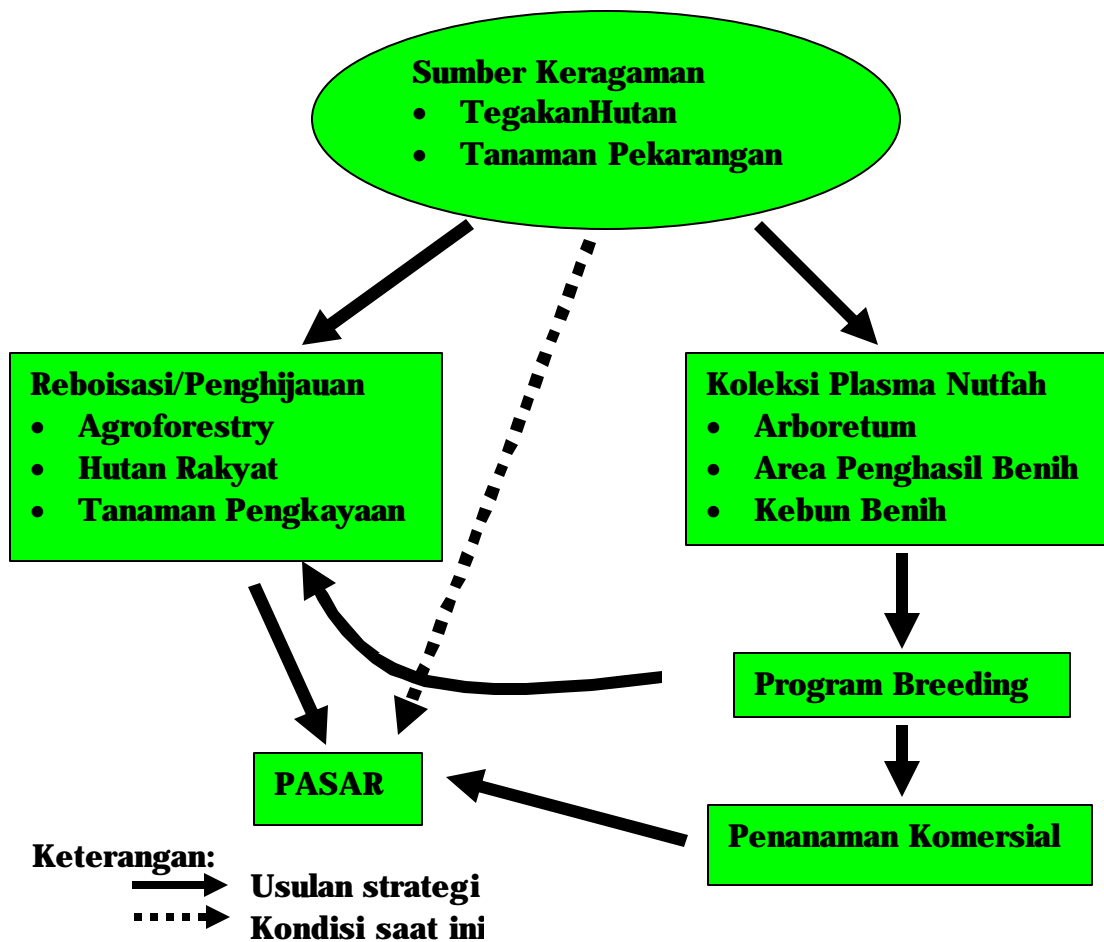 Sumber Keragaman
• TegakanHutan
• Tanaman Pekarangan
Reboisasi/Penghijauan
• Agroforestry
• Hutan Rakyat
• Tanaman Pengkayaan
Koleksi Plasma Nutfah
• Arboretum
• Area Penghasil Benih
• Kebun Benih
Program Breeding
PASAR
Penanaman Komersial
Keterangan:
Usulan strategi
Kondisi saat ini